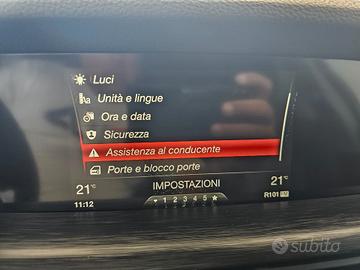 Luci
Unità e lingue
Ora e data
Sicurezza
Assistenza al conducente
Porte e blocco porte
21°C IMPOSTAZIONI 21°C
11:12 1 2 3 4 5 R101 FM
subito